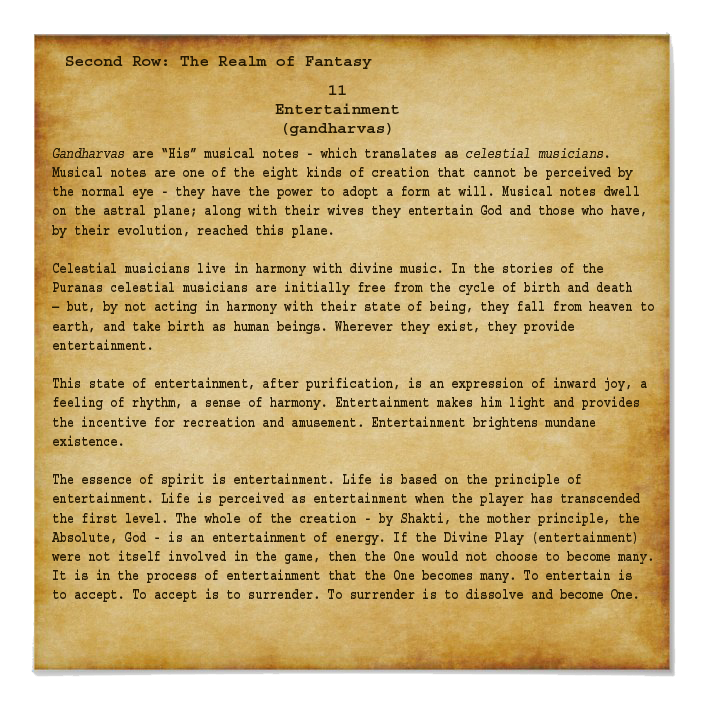 Second Row: The Realm of Fantasy
11
Entertainment
(gandharvas)
Gandharvas are “His” musical notes - which translates as celestial musicians.
Musical notes are one of the eight kinds of creation that cannot be perceived by
the normal eye - they have the power to adopt a form at will. Musical notes dwell
on the astral plane; along with their wives they entertain God and those who have,
by their evolution, reached this plane.
Celestial musicians live in harmony with divine music. In the stories of the
Puranas celestial musicians are initially free from the cycle of birth and death
— but, by not acting in harmony with their state of being, they fall from heaven to
earth, and take birth as human beings. Wherever they exist, they provide
entertainment.
This state of entertainment, after purification, is an expression of inward joy, a
feeling of rhythm, a sense of harmony. Entertainment makes him light and provides
the incentive for recreation and amusement. Entertainment brightens mundane
existence.
The essence of spirit is entertainment. Life is based on the principle of
entertainment. Life is perceived as entertainment when the player has transcended
the first level. The whole of the creation - by Shakti, the mother principle, the
Absolute, God - is an entertainment of energy. If the Divine Play (entertainment)
were not itself involved in the game, then the One would not choose to become many.
It is in the process of entertainment that the One becomes many. To entertain is
to accept. To accept is to surrender. To surrender is to dissolve and become One.